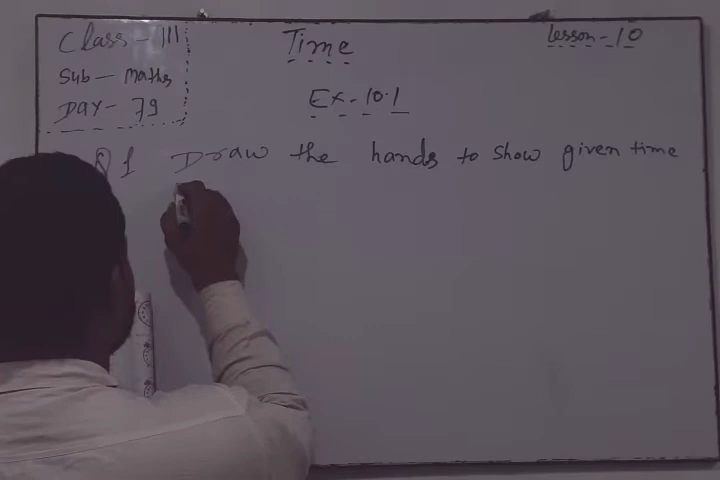 Class - III
Sub - Maths
Day - 79
Time
Lesson - 10
Ex - 10.1
Q1 Draw the hands to show given time